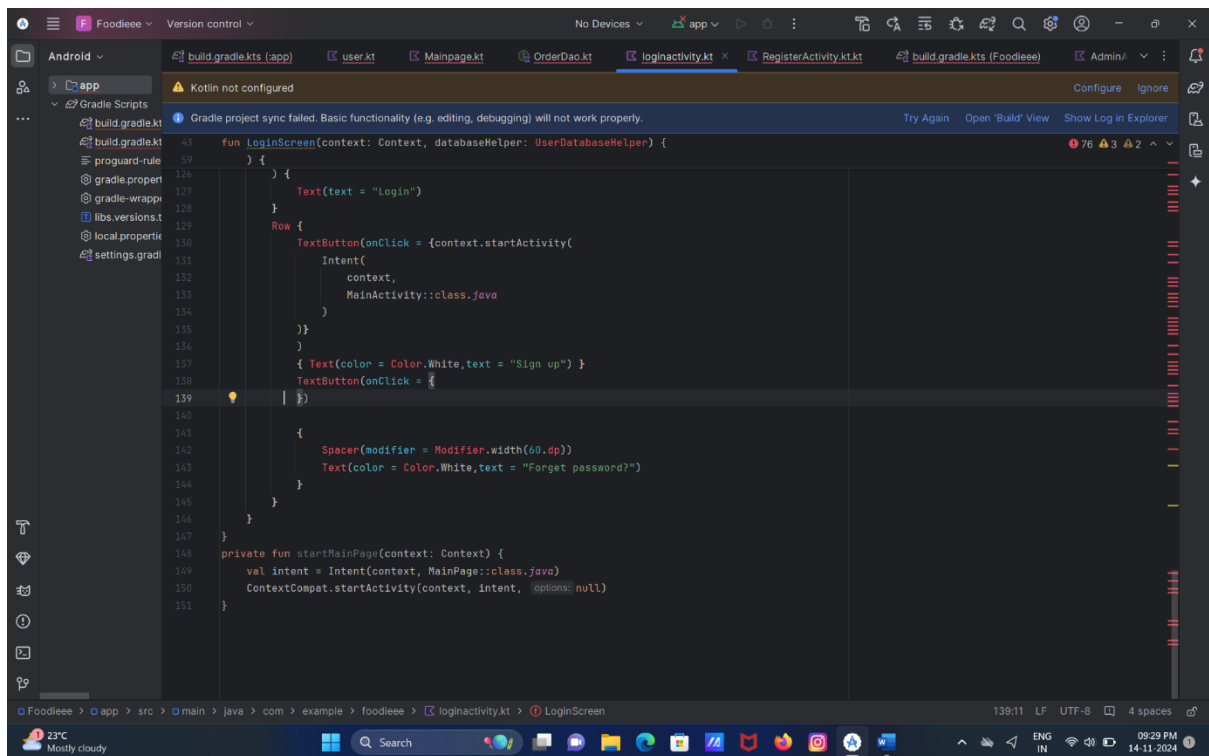 Foodieee
Version control
No Devices
app
Android
build.gradle.kts (:app)
user.kt
Mainpage.kt
OrderDao.kt
loginactivity.kt
RegisterActivity.kt.kt
build.gradle.kts (Foodieee)
AdminA
app
Kotlin not configured
Configure
Ignore
Gradle Scripts
build.gradle.kt
Gradle project sync failed. Basic functionality (e.g. editing, debugging) will not work properly.
Try Again
Open 'Build' View
Show Log in Explorer
build.gradle.kt
proguard-rule
gradle.propert
gradle-wrappe
libs.versions.t
local.propertie
settings.gradl
76 3 2
43 fun LoginScreen(context: Context, databaseHelper: UserDatabaseHelper) {
59 ) {
126 ) {
127 Text(text = "Login")
128 }
129 Row {
130 TextButton(onClick = {context.startActivity(
131 Intent(
132 context,
133 MainActivity::class.java
134 )
135 )}
136 )
137 { Text(color = Color.White,text = "Sign up") }
138 TextButton(onClick = {
139 })
140
141 {
142 Spacer(modifier = Modifier.width(60.dp))
143 Text(color = Color.White,text = "Forget password?")
144 }
145 }
146 }
147 }
148 private fun startMainPage(context: Context) {
149 val intent = Intent(context, MainPage::class.java)
150 ContextCompat.startActivity(context, intent, options: null)
151 }
Foodieee > app > src > main > java > com > example > foodieee > loginactivity.kt > LoginScreen
139:11 LF UTF-8 4 spaces
1
23°C
Mostly cloudy
Search
ENG
IN
09:29 PM
14-11-2024
1